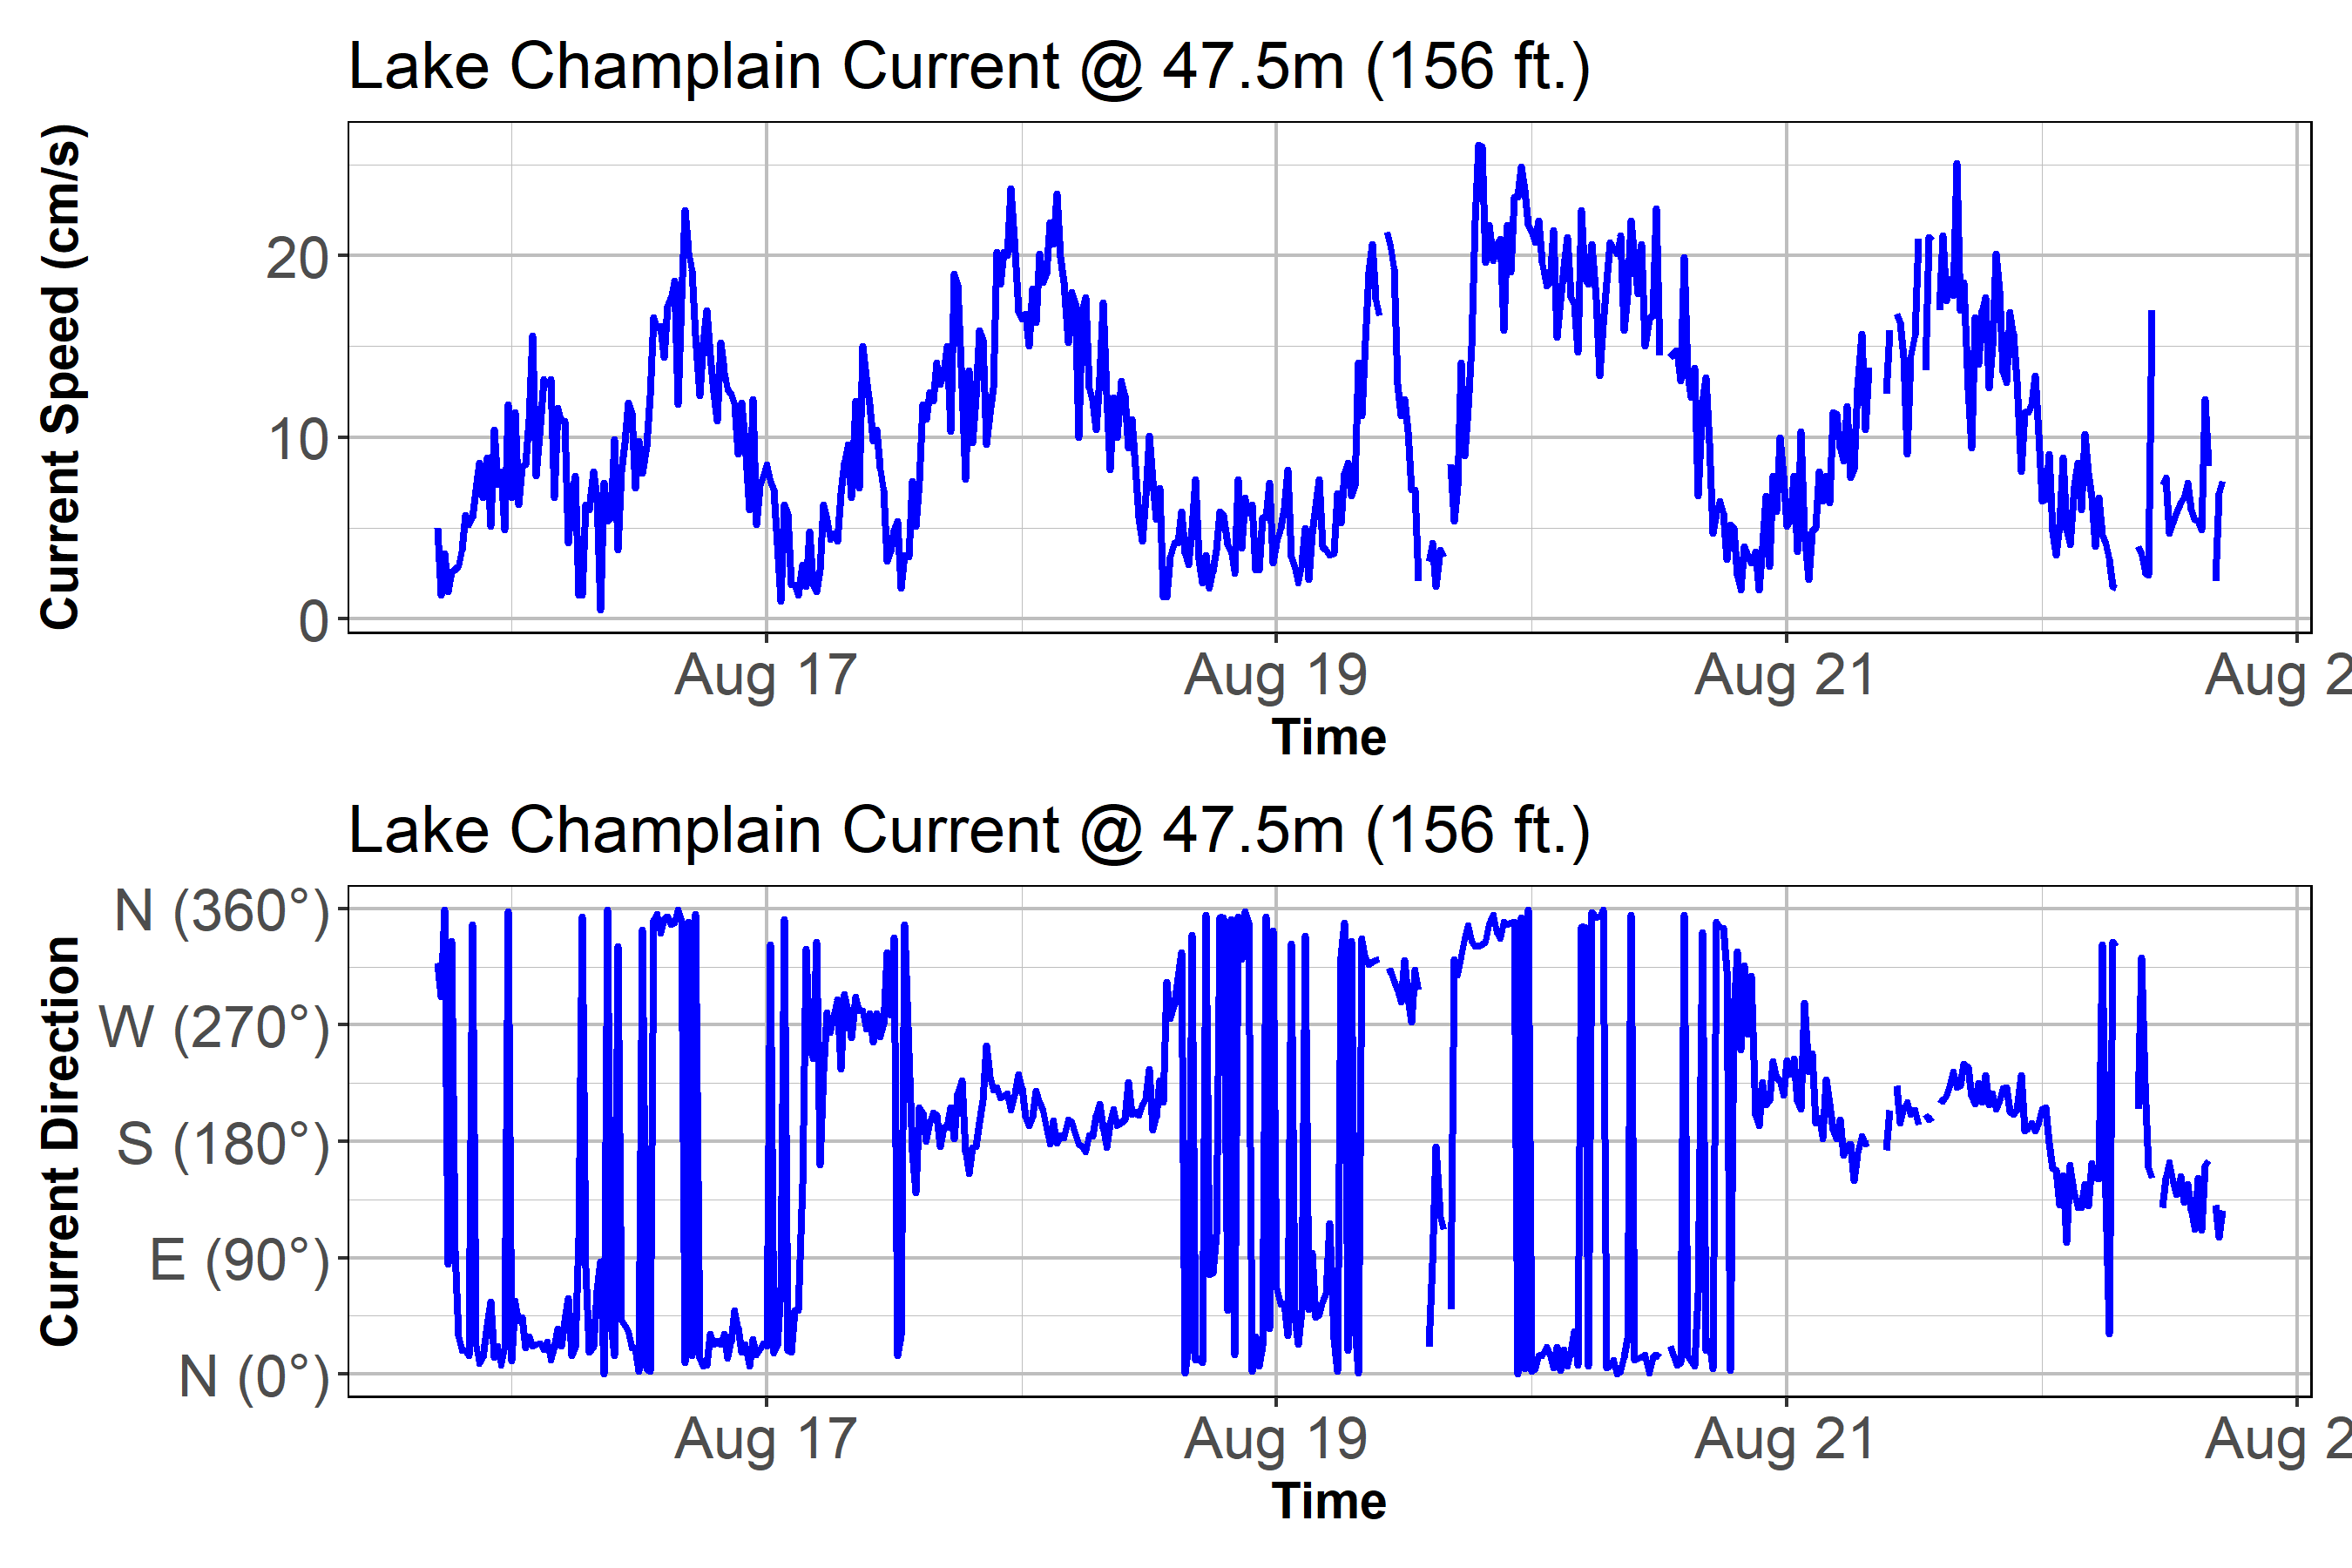 Lake Champlain Current @ 47.5m (156 ft.)
Current Speed (cm/s)
20
10
0
Aug 17 Aug 19 Aug 21 Aug 2
Time
Lake Champlain Current @ 47.5m (156 ft.)
Current Direction
N (360°)
W (270°)
S (180°)
E (90°)
N (0°)
Aug 17 Aug 19 Aug 21 Aug 2
Time